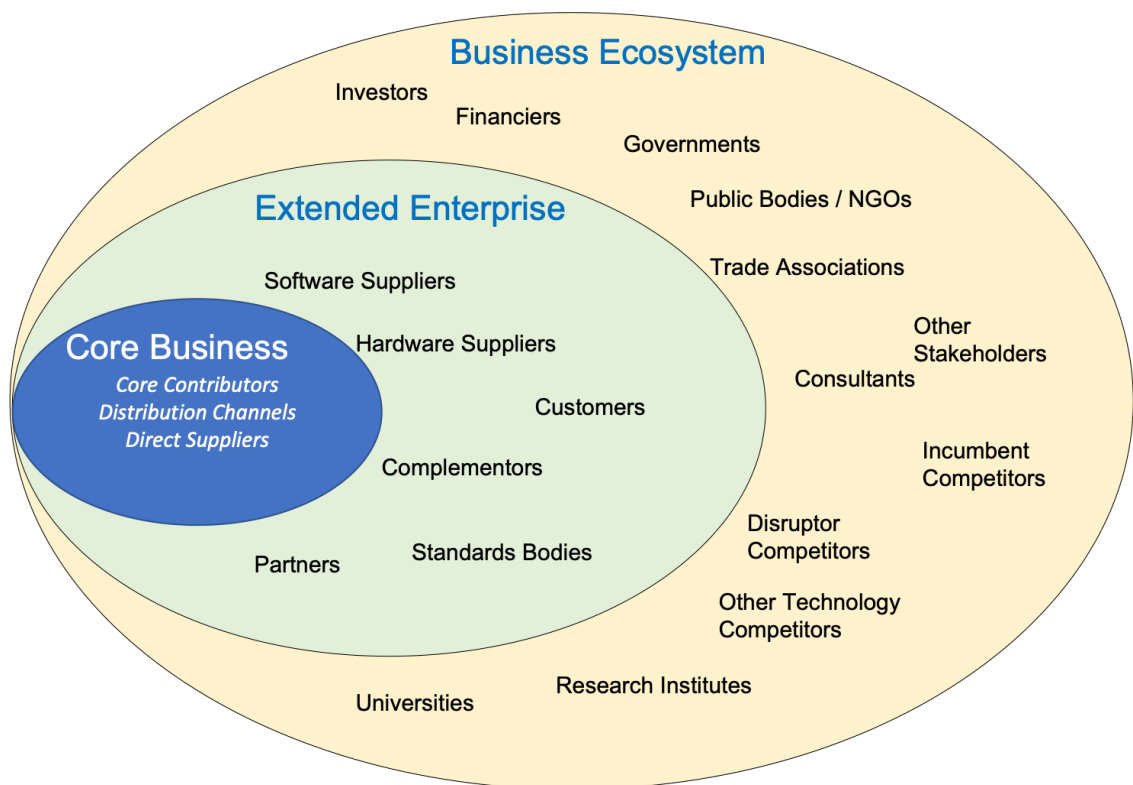 Business Ecosystem
Investors
Financiers
Governments
Public Bodies / NGOs
Extended Enterprise
Trade Associations
Software Suppliers
Other
Stakeholders
Hardware Suppliers
Core Business
Core Contributors
Distribution Channels
Direct Suppliers
Consultants
Customers
Incumbent
Competitors
Complementors
Disruptor
Competitors
Standards Bodies
Partners
Other Technology
Competitors
Research Institutes
Universities